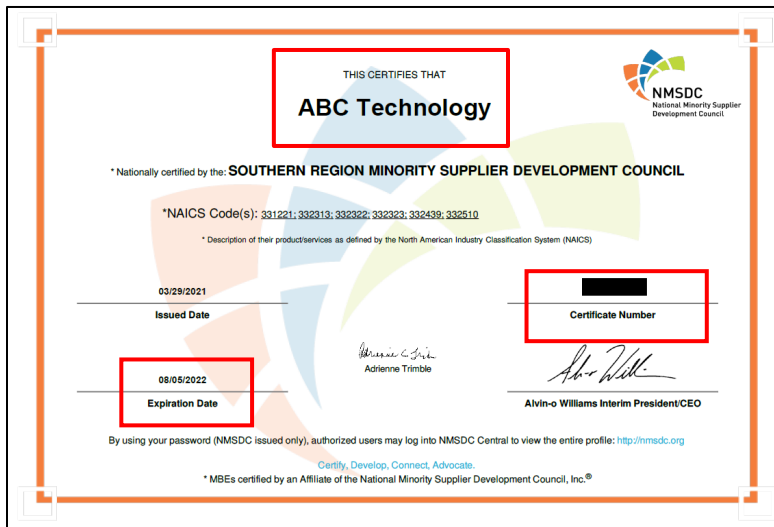 THIS CERTIFIES THAT
ABC Technology
NMSDC
National Minority Supplier
Development Council
* Nationally certified by the: SOUTHERN REGION MINORITY SUPPLIER DEVELOPMENT COUNCIL
*NAICS Code(s): 331221; 332313; 332322; 332323; 332439; 332510
* Description of their product/services as defined by the North American Industry Classification System (NAICS)
03/29/2021
Issued Date
Certificate Number
Adrienne Trimble
08/05/2022
Expiration Date
Alvin-o Williams Interim President/CEO
By using your password (NMSDC issued only), authorized users may log into NMSDC Central to view the entire profile: http://nmsdc.org
Certify, Develop, Connect, Advocate.
* MBEs certified by an Affiliate of the National Minority Supplier Development Council, Inc.®